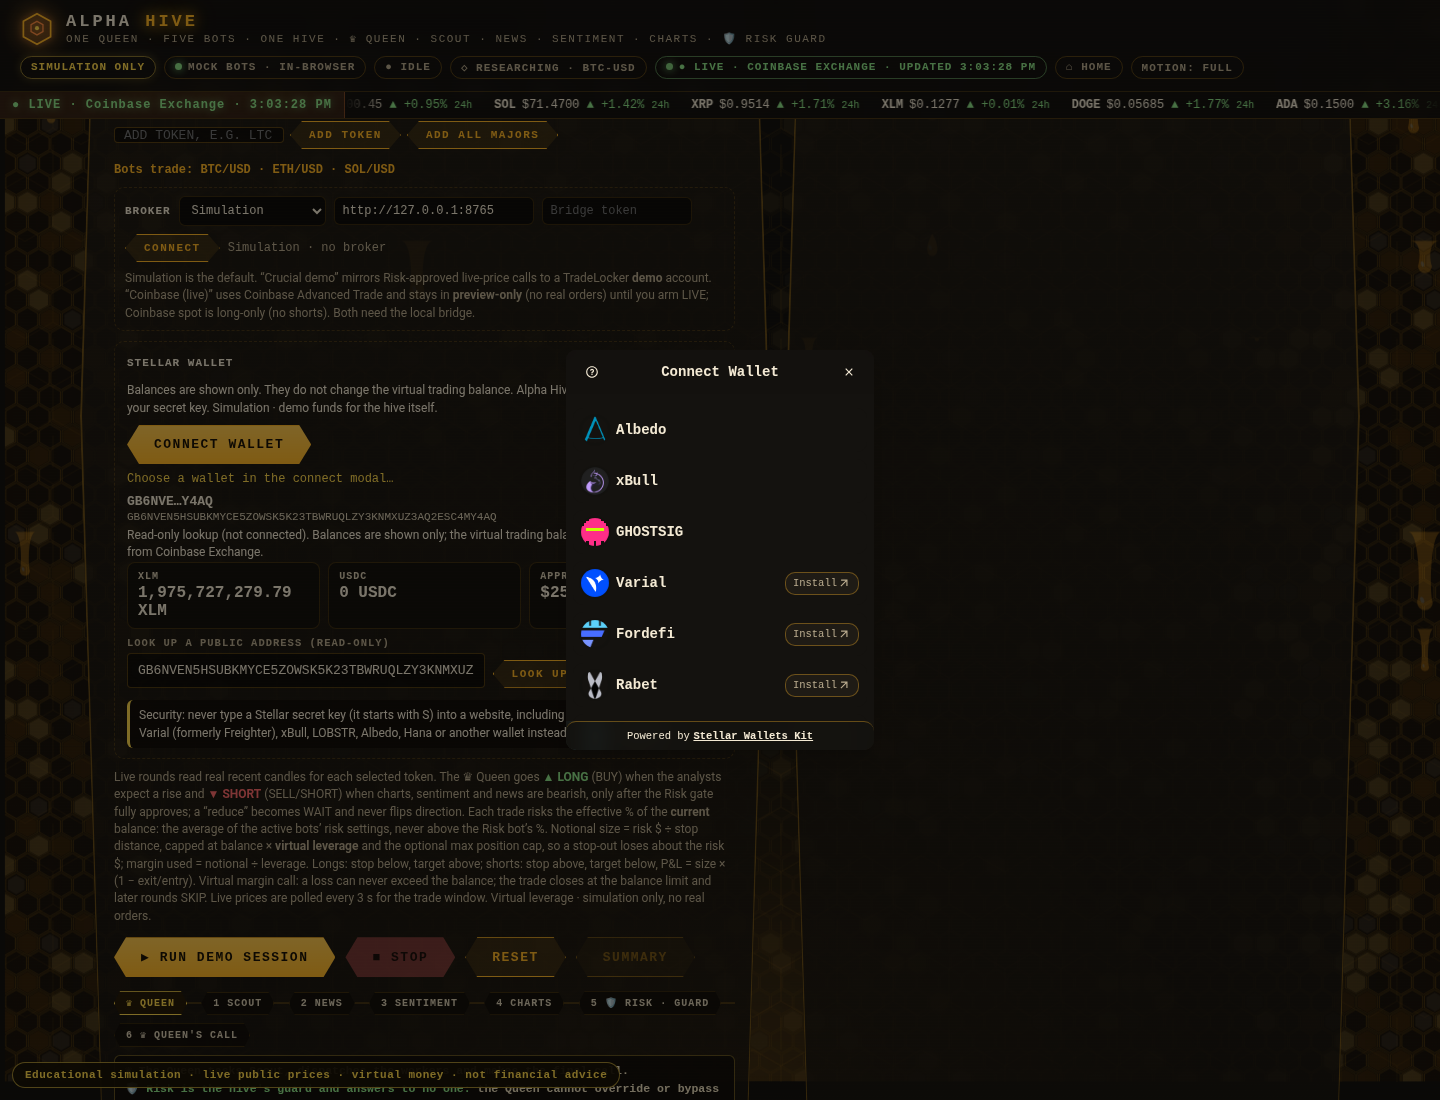 ALPHA HIVE
ONE QUEEN · FIVE BOTS · ONE HIVE · ♛ QUEEN · SCOUT · NEWS · SENTIMENT · CHARTS · 🛡️ RISK GUARD
SIMULATION ONLY
MOCK BOTS · IN-BROWSER
● IDLE
◇ RESEARCHING · BTC-USD
● LIVE · COINBASE EXCHANGE · UPDATED 3:03:28 PM
⌂ HOME
MOTION: FULL
● LIVE · Coinbase Exchange · 3:03:28 PM
0.45 ▲ +0.95% 24h SOL $71.4700 ▲ +1.42% 24h XRP $0.9514 ▲ +1.71% 24h XLM $0.1277 ▲ +0.01% 24h DOGE $0.05685 ▲ +1.77% 24h ADA $0.1500 ▲ +3.16%
ADD TOKEN, E.G. LTC
ADD TOKEN
ADD ALL MAJORS
Bots trade: BTC/USD · ETH/USD · SOL/USD
BROKER
Simulation
http://127.0.0.1:8765
Bridge token
CONNECT
Simulation · no broker
Simulation is the default. “Crucial demo” mirrors Risk-approved live-price calls to a TradeLocker demo account.
“Coinbase (live)” uses Coinbase Advanced Trade and stays in preview-only (no real orders) until you arm LIVE;
Coinbase spot is long-only (no shorts). Both need the local bridge.
STELLAR WALLET
Balances are shown only. They do not change the virtual trading balance. Alpha Hiv
your secret key. Simulation · demo funds for the hive itself.
CONNECT WALLET
Choose a wallet in the connect modal…
GB6NVE…Y4AQ
GB6NVEN5HSUBKMYCE5ZOWSK5K23TBWRUQLZY3KNMXUZ3AQ2ESC4MY4AQ
Read-only lookup (not connected). Balances are shown only; the virtual trading bala
from Coinbase Exchange.
XLM
1,975,727,279.79
XLM
USDC
0 USDC
APPR
$25
LOOK UP A PUBLIC ADDRESS (READ-ONLY)
GB6NVEN5HSUBKMYCE5ZOWSK5K23TBWRUQLZY3KNMXUZ
LOOK UP
Security: never type a Stellar secret key (it starts with S) into a website, including
Varial (formerly Freighter), xBull, LOBSTR, Albedo, Hana or another wallet instead
Connect Wallet
Albedo
xBull
GHOSTSIG
Varial
Install
Fordefi
Install
Rabet
Install
Powered by Stellar Wallets Kit
Live rounds read real recent candles for each selected token. The ♛ Queen goes ▲ LONG (BUY) when the analysts
expect a rise and ▼ SHORT (SELL/SHORT) when charts, sentiment and news are bearish, only after the Risk gate
fully approves; a “reduce” becomes WAIT and never flips direction. Each trade risks the effective % of the current
balance: the average of the active bots’ risk settings, never above the Risk bot’s %. Notional size = risk $ ÷ stop
distance, capped at balance × virtual leverage and the optional max position cap, so a stop-out loses about the risk
$; margin used = notional ÷ leverage. Longs: stop below, target above; shorts: stop above, target below, P&L = size ×
(1 − exit/entry). Virtual margin call: a loss can never exceed the balance; the trade closes at the balance limit and
later rounds SKIP. Live prices are polled every 3 s for the trade window. Virtual leverage · simulation only, no real
orders.
▶ RUN DEMO SESSION
■ STOP
RESET
SUMMARY
♛ QUEEN
1 SCOUT
2 NEWS
3 SENTIMENT
4 CHARTS
5 🛡️ RISK · GUARD
6 ♛ QUEEN'S CALL
Educational simulation · live public prices · virtual money · not financial advice
🛡️ Risk is the hive's guard and answers to no one: the Queen cannot override or bypass